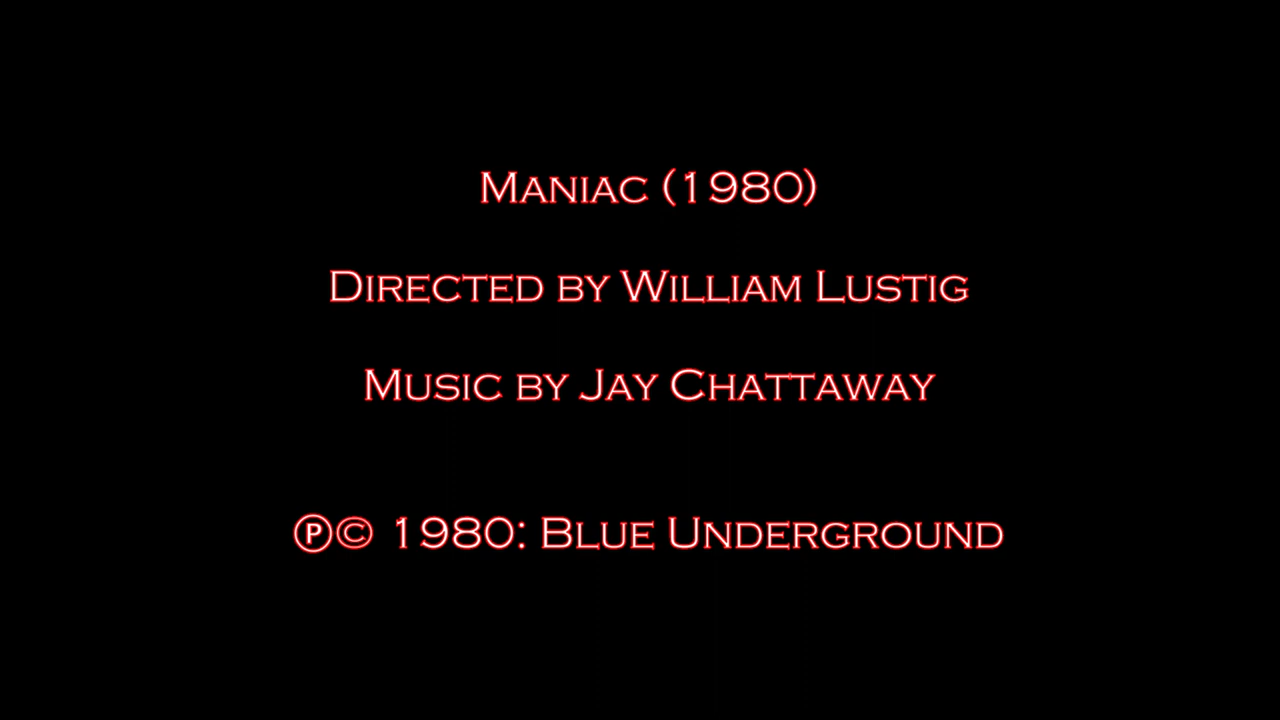 Maniac (1980)
Directed by William Lustig
Music by Jay Chattaway
℗© 1980: Blue Underground